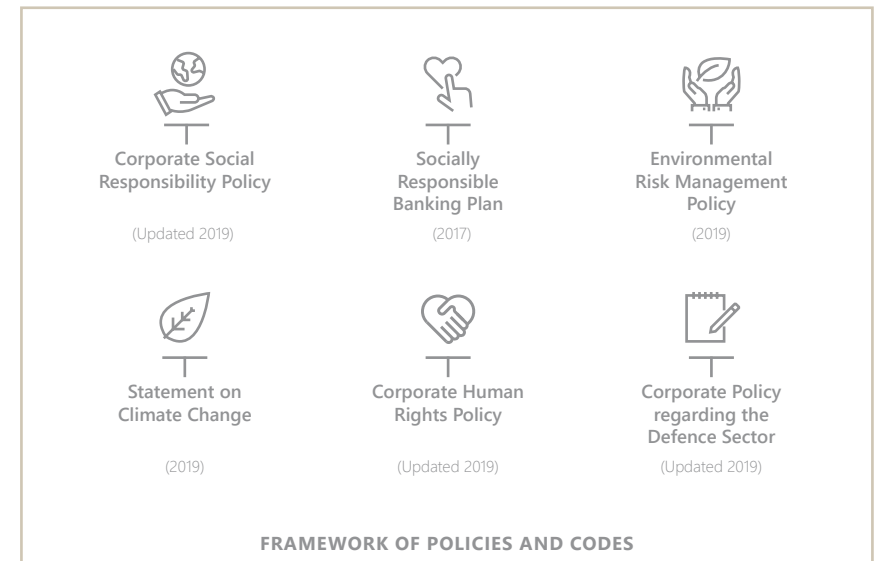 Corporate Social
Responsibility Policy
(Updated 2019)
Socially
Responsible
Banking Plan
(2017)
Environmental
Risk Management
Policy
(2019)
Statement on
Climate Change
(2019)
Corporate Human
Rights Policy
(Updated 2019)
Corporate Policy
regarding the
Defence Sector
(Updated 2019)
FRAMEWORK OF POLICIES AND CODES